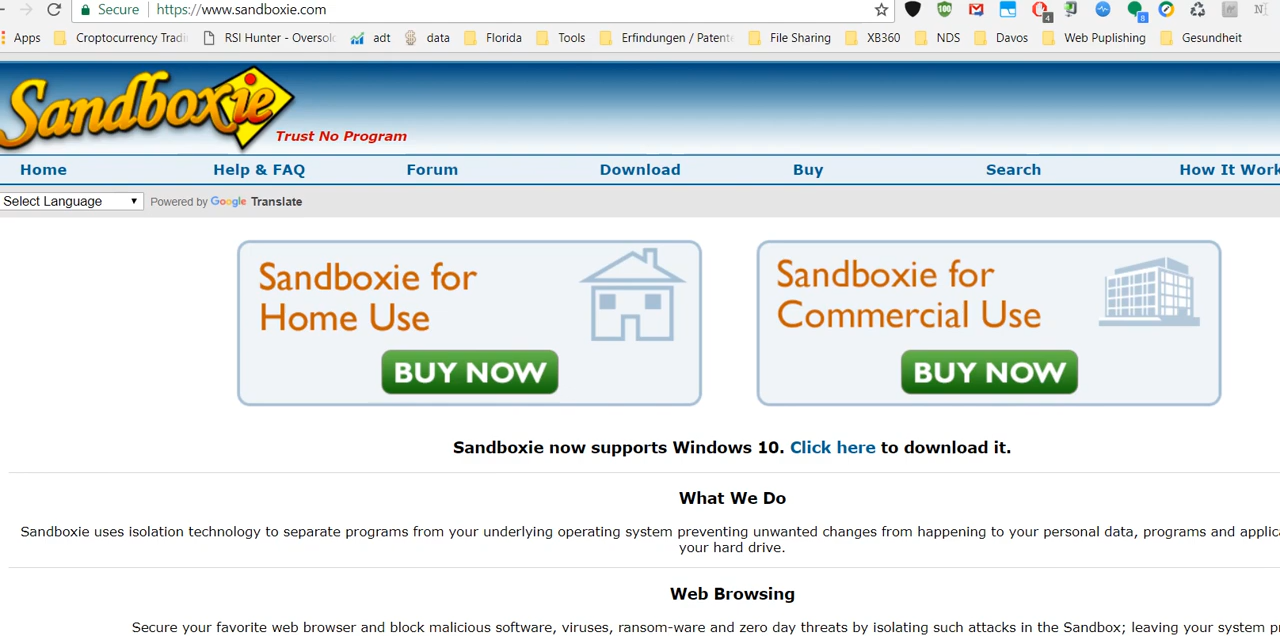 Secure https://www.sandboxie.com
100 4 8
Apps Croptocurrency Tradi RSI Hunter - Oversol adt data Florida Tools Erfindungen / Patent File Sharing XB360 NDS Davos Web Puplishing Gesundheit
Sandboxie
Trust No Program
Home Help & FAQ Forum Download Buy Search How It Work
Select Language Powered by Google Translate
Sandboxie for
Home Use
BUY NOW
Sandboxie for
Commercial Use
BUY NOW
Sandboxie now supports Windows 10. Click here to download it.
What We Do
Sandboxie uses isolation technology to separate programs from your underlying operating system preventing unwanted changes from happening to your personal data, programs and applica
your hard drive.
Web Browsing
Secure your favorite web browser and block malicious software, viruses, ransom-ware and zero day threats by isolating such attacks in the Sandbox; leaving your system p